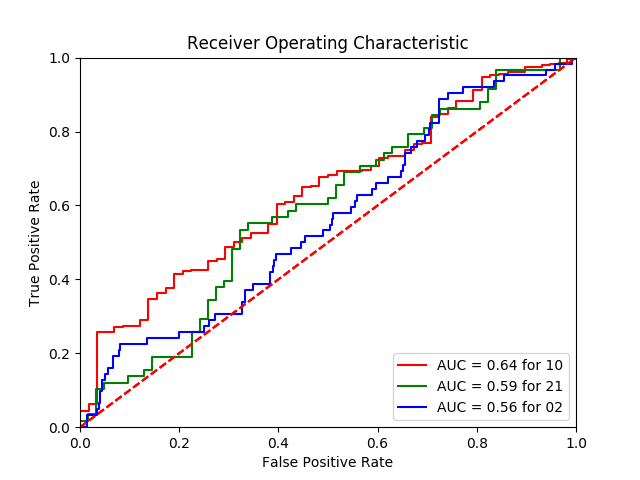 Receiver Operating Characteristic
True Positive Rate
1.0
0.8
0.6
0.4
0.2
0.0
AUC = 0.64 for 10
AUC = 0.59 for 21
AUC = 0.56 for 02
0.0 0.2 0.4 0.6 0.8 1.0
False Positive Rate